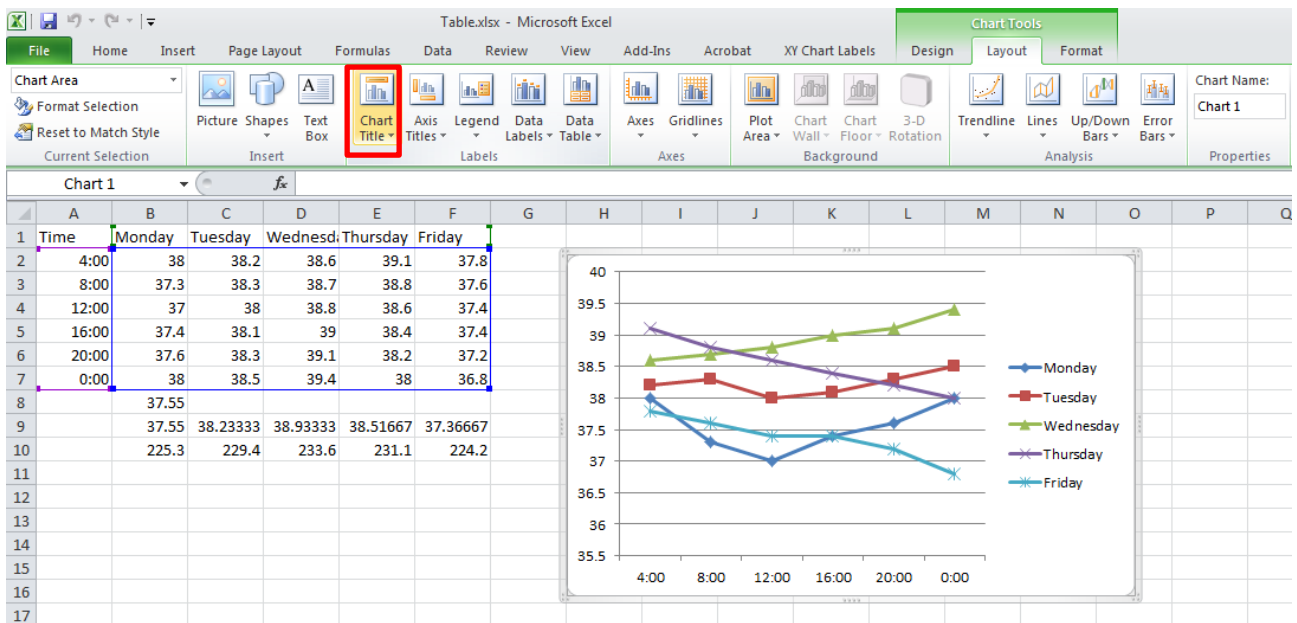 Table.xlsx - Microsoft Excel
Chart Tools
File Home Insert Page Layout Formulas Data Review View Add-Ins Acrobat XY Chart Labels Design Layout Format
Chart Area
Format Selection
Reset to Match Style
Current Selection
Picture Shapes Text Box
Insert
Chart Title Axis Titles Legend Data Labels Data Table
Labels
Axes Gridlines
Axes
Plot Area Chart Wall Chart Floor 3-D Rotation
Background
Trendline Lines Up/Down Bars Error Bars
Analysis
Chart Name:
Chart 1
Properties
Chart 1 fx
A B C D E F G H I J K L M N O P Q
1 Time Monday Tuesday Wednesd Thursday Friday
2 4:00 38 38.2 38.6 39.1 37.8
3 8:00 37.3 38.3 38.7 38.8 37.6
4 12:00 37 38 38.8 38.6 37.4
5 16:00 37.4 38.1 39 38.4 37.4
6 20:00 37.6 38.3 39.1 38.2 37.2
7 0:00 38 38.5 39.4 38 36.8
8 37.55
9 37.55 38.23333 38.93333 38.51667 37.36667
10 225.3 229.4 233.6 231.1 224.2
11
12
13
14
15
16
17
40
39.5
39
38.5
38
37.5
37
36.5
36
35.5
4:00 8:00 12:00 16:00 20:00 0:00
Monday
Tuesday
Wednesday
Thursday
Friday